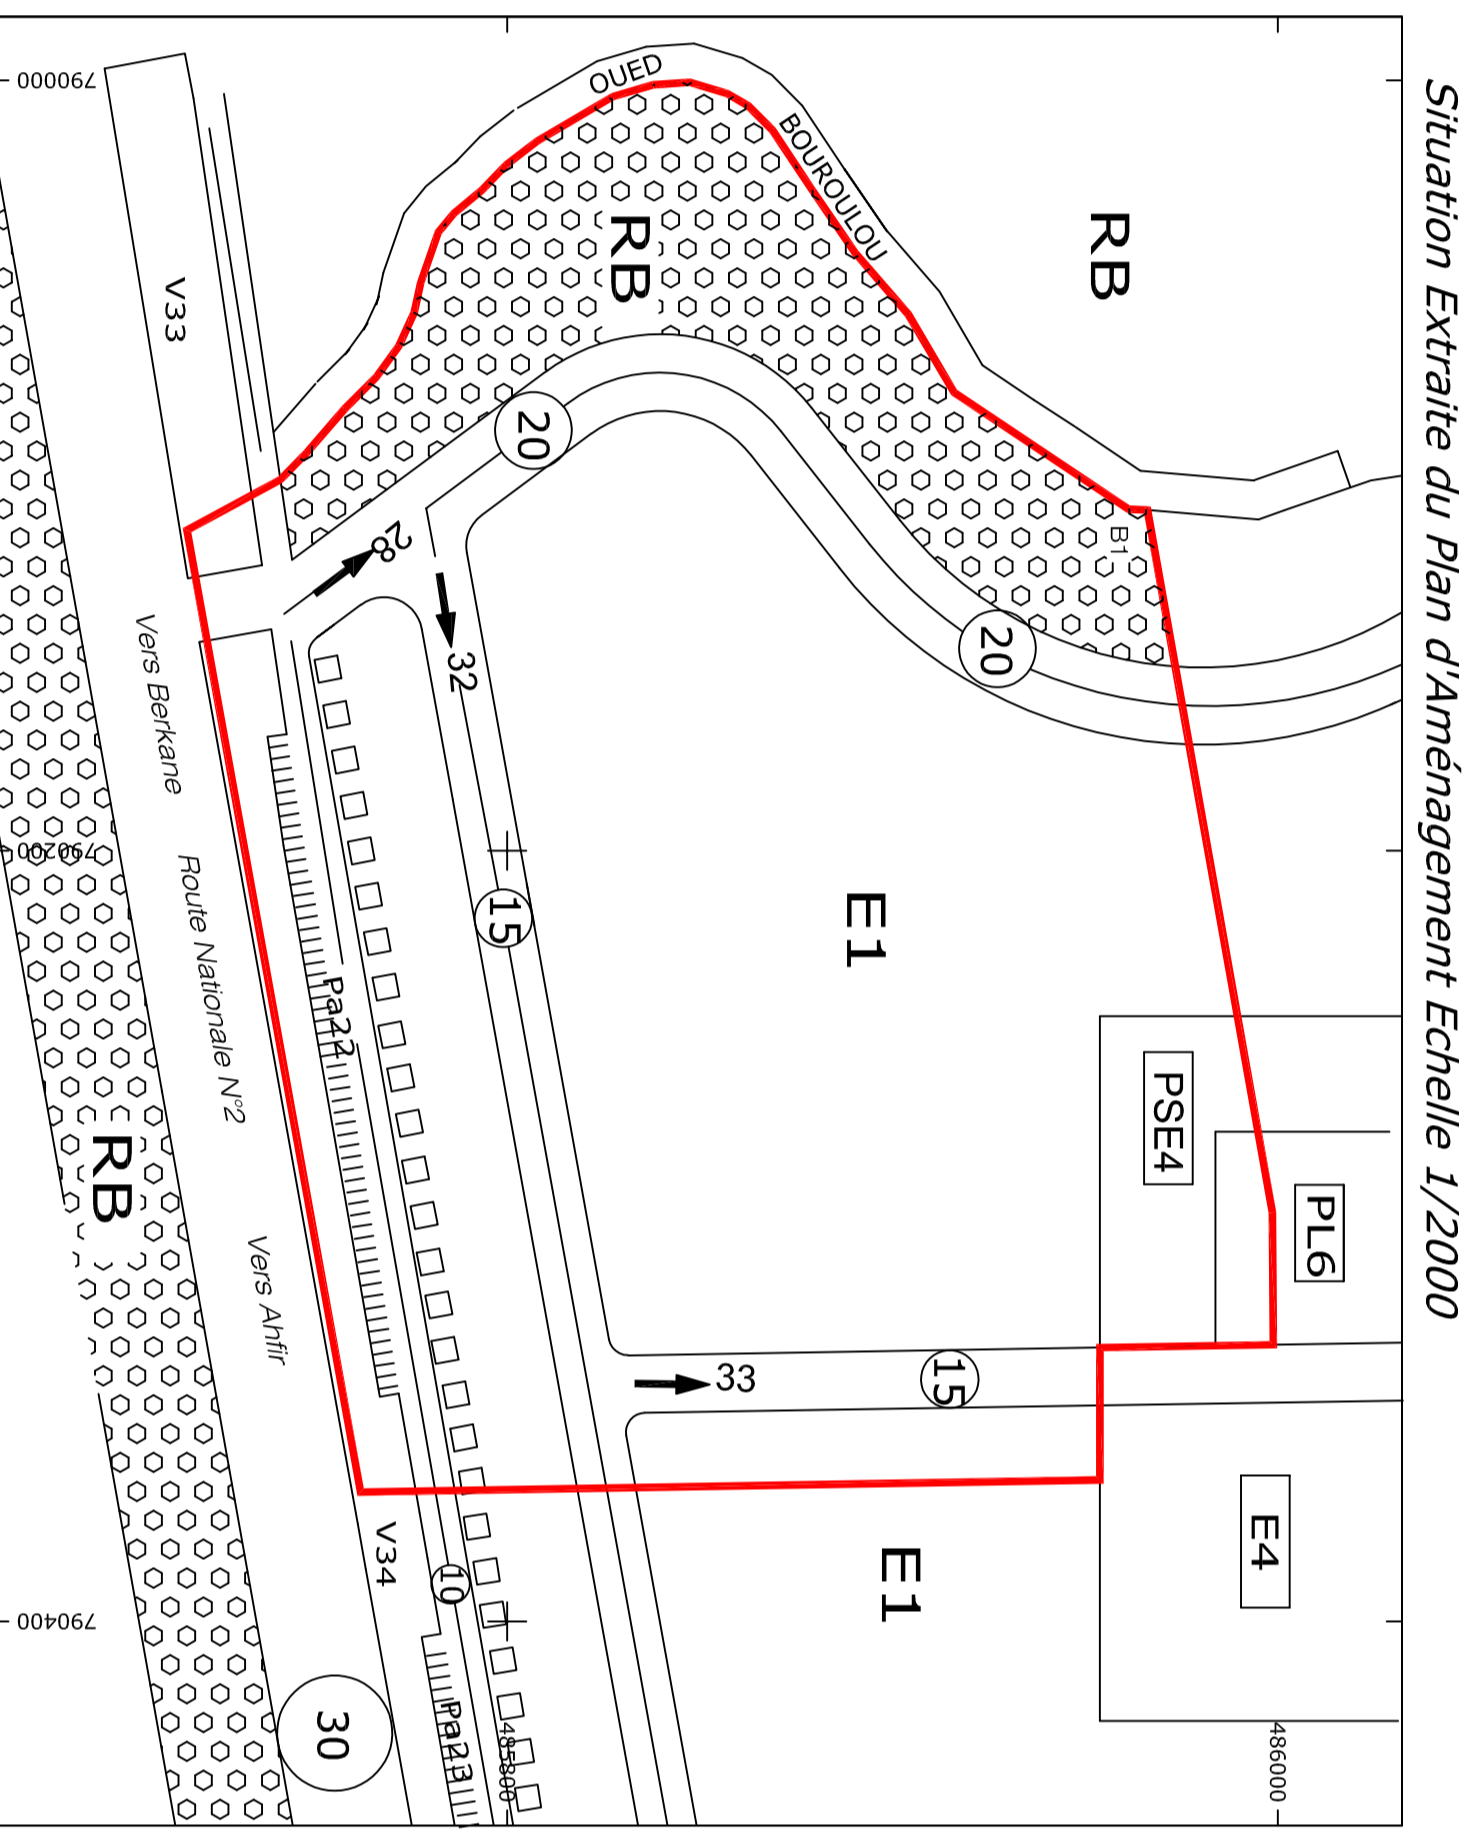 Situation Extraite du Plan d'Aménagement Echelle 1/2000
RB
OUED
BOUROULOU
RB
790000
V33
20
28
32
20
B1
Vers Berkane
Route Nationale N°2
Vers Ahfir
790200
15
E1
Pa22
RB
PSE4
PL6
33
15
E4
E1
V34
10
790400
30
Pa23
485800
486000